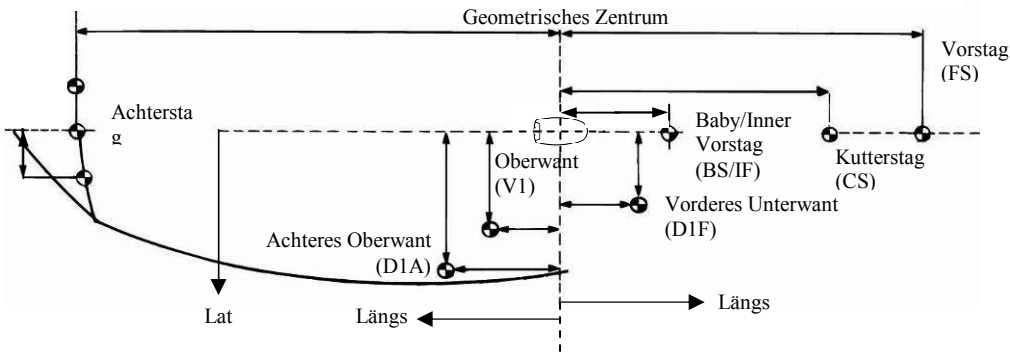 Geometrisches Zentrum
Vorstag
(FS)
Achtersta
g
Baby/Inner
Vorstag
(BS/IF)
Kutterstag
(CS)
Oberwant
(V1)
Vorderes Unterwant
(D1F)
Achteres Oberwant
(D1A)
Lat
Längs
Längs